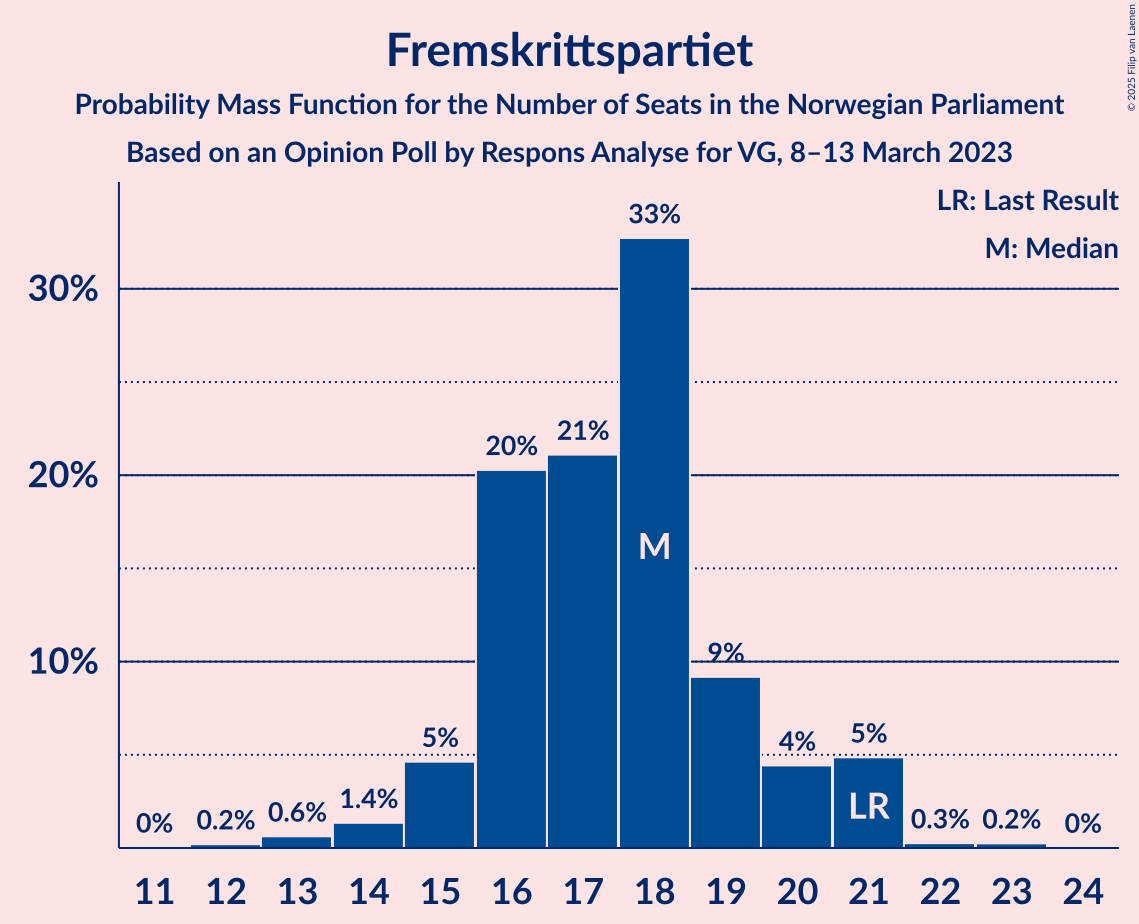 Fremskrittspartiet
Probability Mass Function for the Number of Seats in the Norwegian Parliament
Based on an Opinion Poll by Respons Analyse for VG, 8–13 March 2023
© 2025 Filip van Laenen
LR: Last Result
M: Median
30%
20%
10%
0%
0.2%
0.6%
1.4%
5%
20%
21%
33%
9%
4%
5%
0.3%
0.2%
0%
M
LR
11 12 13 14 15 16 17 18 19 20 21 22 23 24